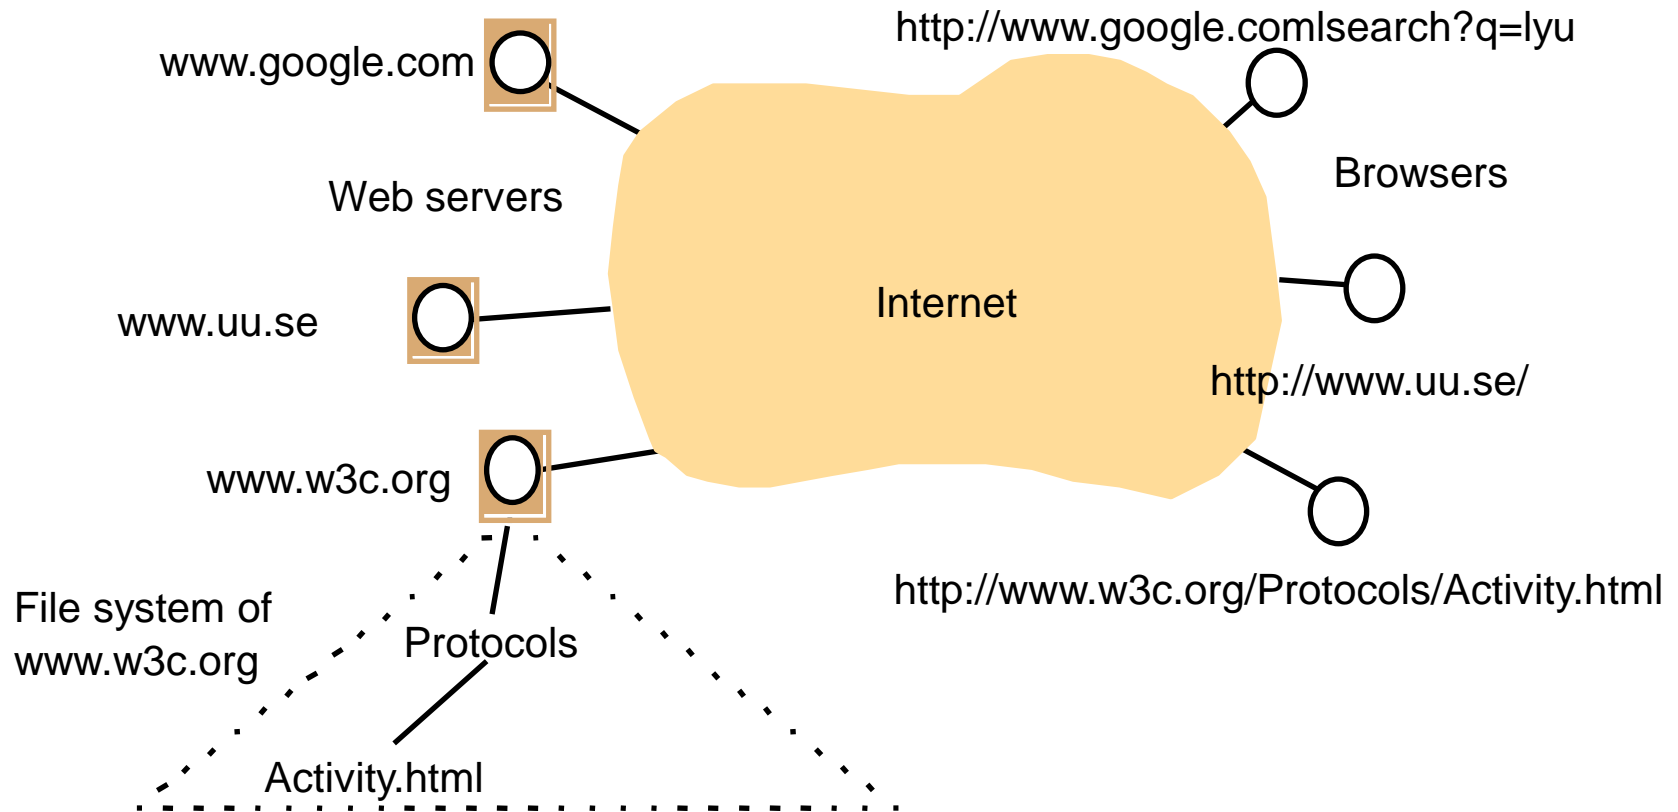 http://www.google.comlsearch?q=lyu
www.google.com
Browsers
Web servers
Internet
www.uu.se
http://www.uu.se/
www.w3c.org
http://www.w3c.org/Protocols/Activity.html
File system of
www.w3c.org
Protocols
Activity.html